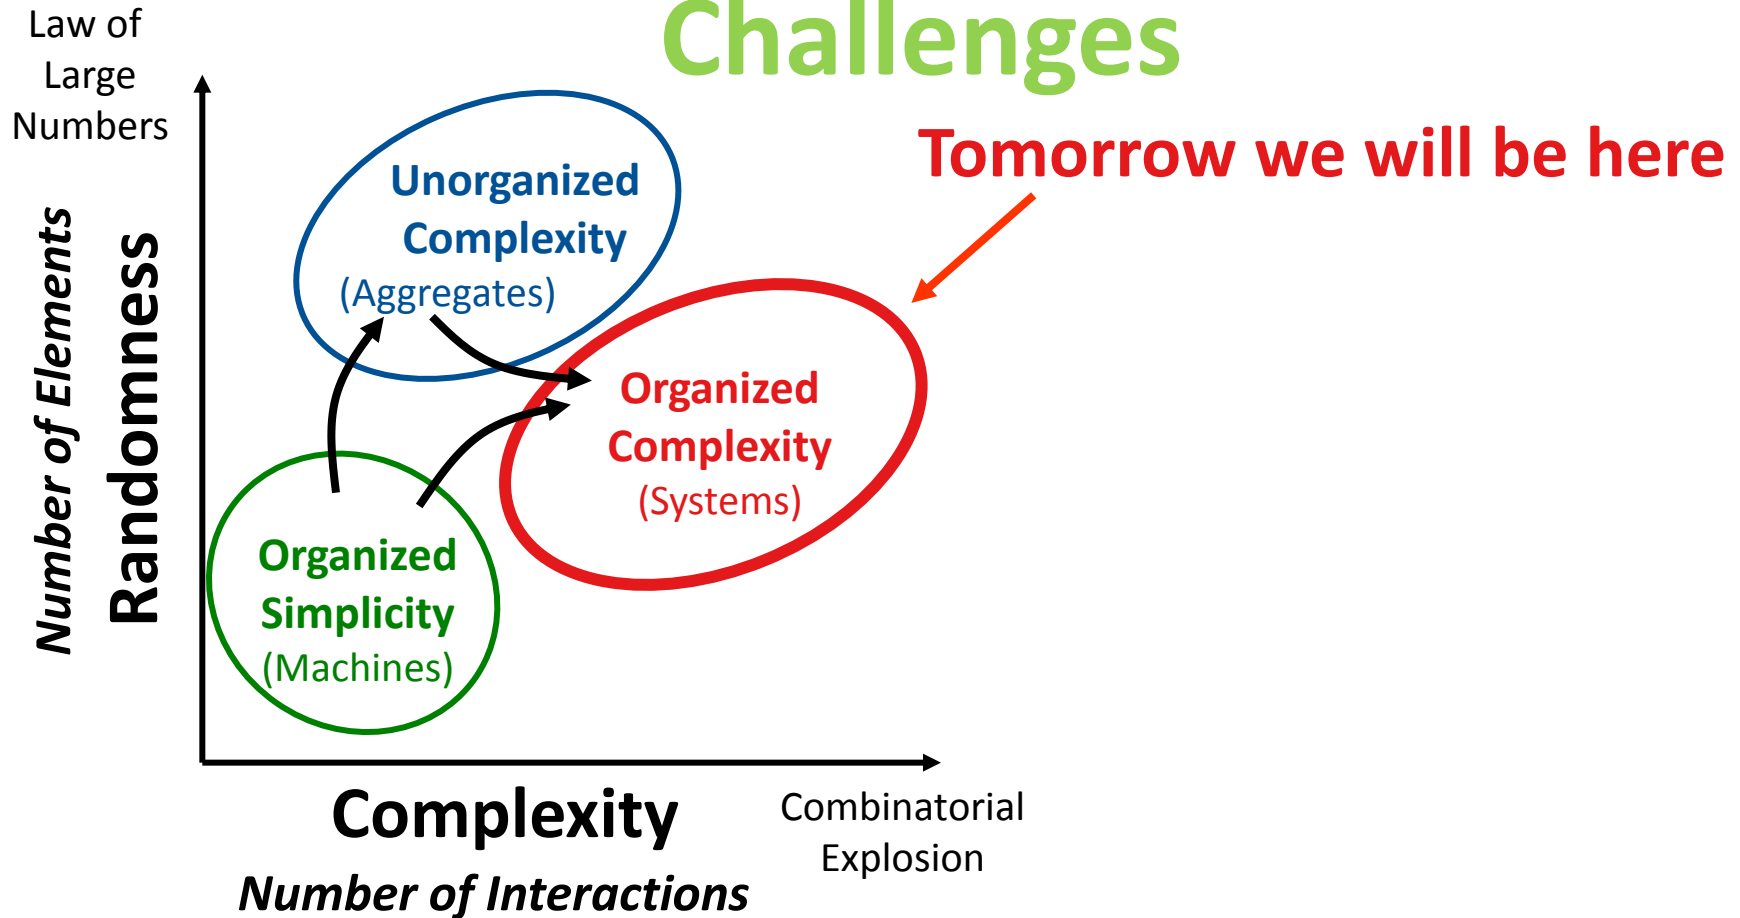 Challenges
Law of
Large
Numbers
Tomorrow we will be here
Number of Elements
Randomness
Unorganized
Complexity
(Aggregates)
Organized
Complexity
(Systems)
Organized
Simplicity
(Machines)
Complexity
Number of Interactions
Combinatorial
Explosion